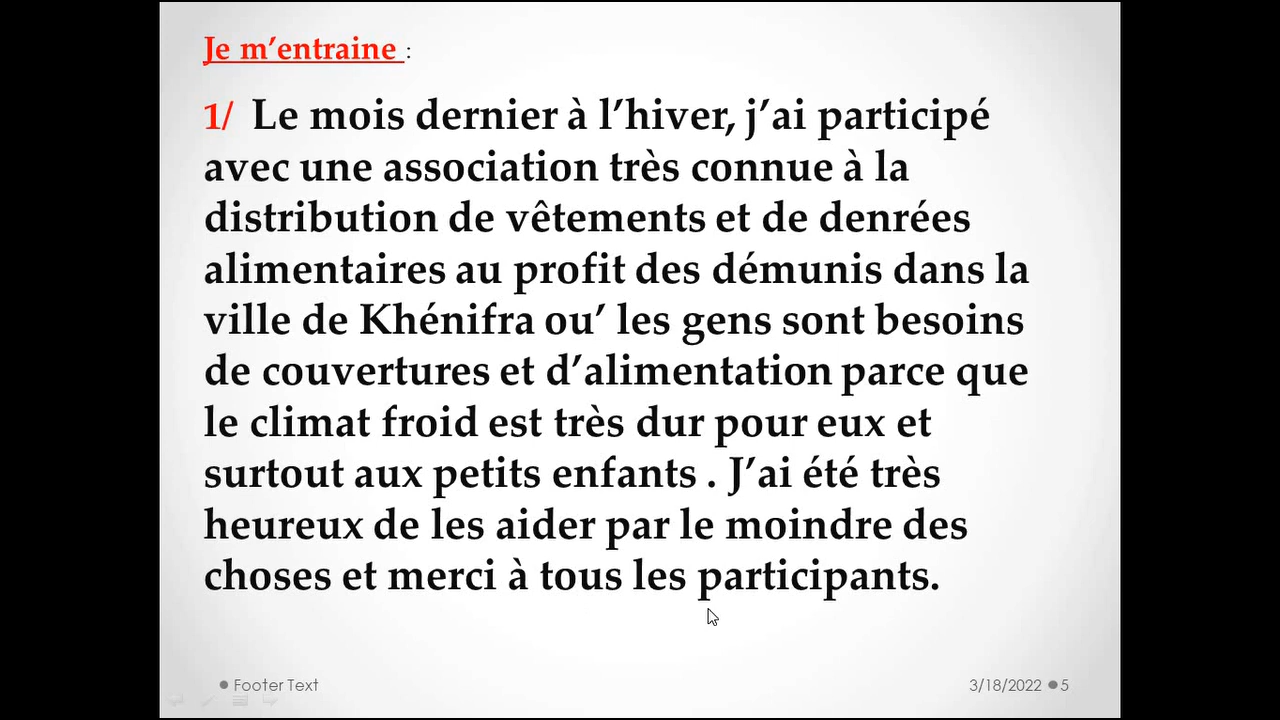 Je m’entraine :
1/ Le mois dernier à l’hiver, j’ai participé
avec une association très connue à la
distribution de vêtements et de denrées
alimentaires au profit des démunis dans la
ville de Khénifra ou’ les gens sont besoins
de couvertures et d’alimentation parce que
le climat froid est très dur pour eux et
surtout aux petits enfants . J’ai été très
heureux de les aider par le moindre des
choses et merci à tous les participants.
Footer Text
3/18/2022 5